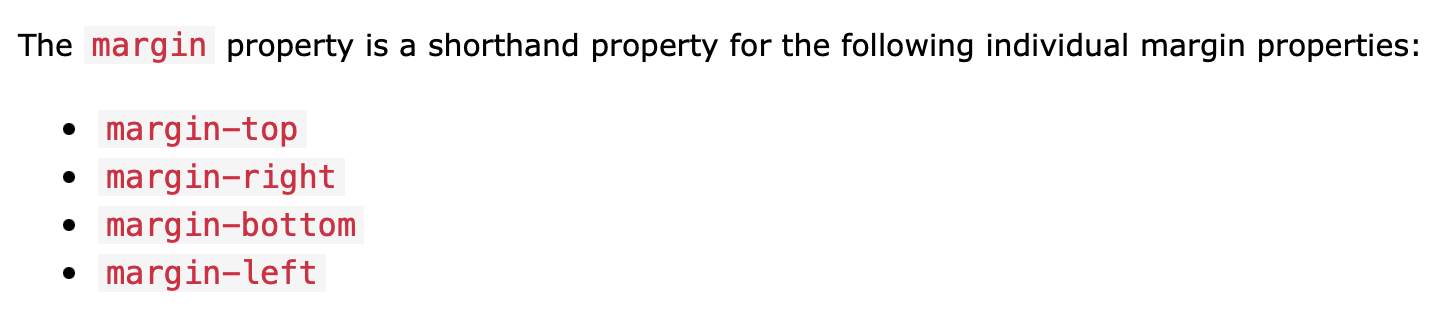 The margin property is a shorthand property for the following individual margin properties:
• margin-top
• margin-right
• margin-bottom
• margin-left